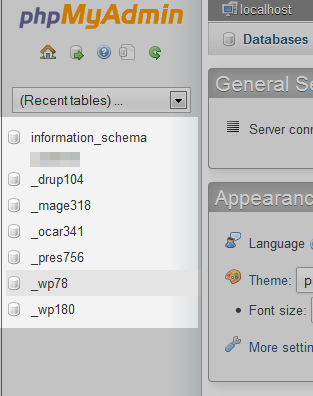 phpMyAdmin
localhost
Databases
(Recent tables) ...
General Se
Server conn
information_schema
_drup104
_mage318
_ocar341
_pres756
_wp78
_wp180
Appearanc
Language
Theme: p
Font size:
More settin